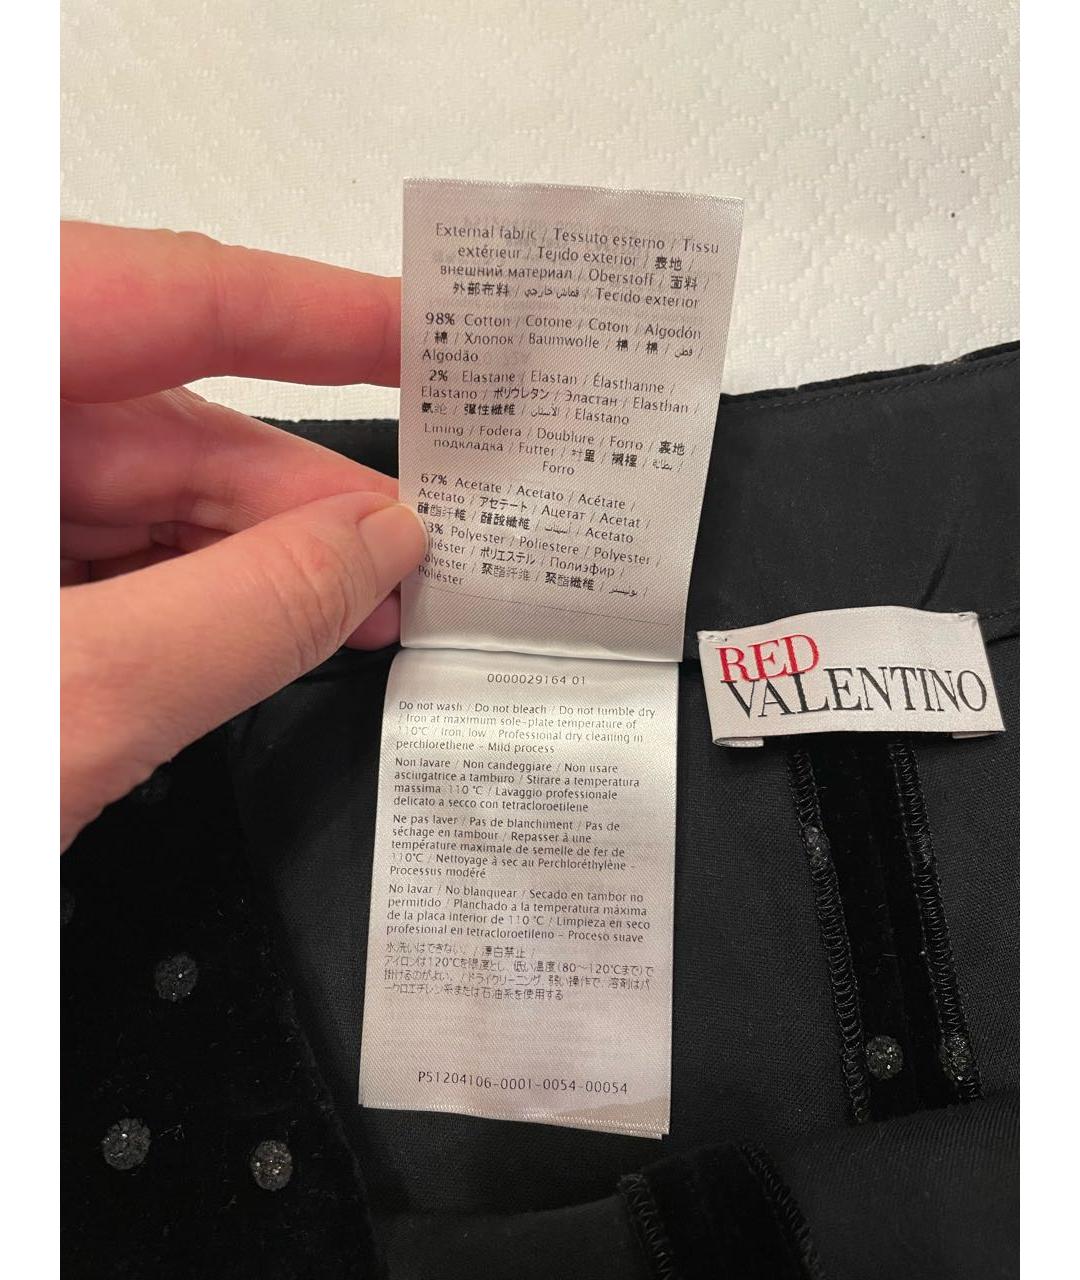 External fabric / Tessuto esterno / Tissu
extérieur / Tejido exterior / 表地 /
внешний материал / Oberstoff / 面料 /
外部布料 / قماش خارجي / Tecido exterior
98% Cotton / Cotone / Coton / Algodón
/ 綿 / Хлопок / Baumwolle / 棉 / 棉 / قطن /
Algodão
2% Elastane / Elastan / Élasthanne /
Elastano / ポリウレタン / Эластан / Elasthan /
氨纶 / 彈性纖維 / الأستان / Elastano
Lining / Fodera / Doublure / Forro / 裏地 /
подкладка / Futter / 衬里 / 襯裡 / بطانة /
Forro
67% Acetate / Acetato / Acétate /
Acetato / アセテート / Ацетат / Acetat /
醋酯纤维 / 醋酸纖維 / أسيتات / Acetato
3% Polyester / Poliestere / Polyester /
liéster / ポリエステル / Полиэфир /
olyester / 聚酯纤维 / 聚酯纖維 / بوليستر /
Poliéster
0000029164 01
Do not wash / Do not bleach / Do not tumble dry
/ Iron at maximum sole-plate temperature of
110°C / Iron, low / Professional dry cleaning in
perchlorethene - Mild process
Non lavare / Non candeggiare / Non usare
asciugatrice a tamburo / Stirare a temperatura
massima 110 °C / Lavaggio professionale
delicato a secco con tetracloroetilene
Ne pas laver / Pas de blanchiment / Pas de
séchage en tambour / Repasser à une
température maximale de semelle de fer de
110°C / Nettoyage à sec au Perchloréthylène -
Processus modéré
No lavar / No blanquear / Secado en tambor no
permitido / Planchado a la temperatura máxima
de la placa interior de 110 °C / Limpieza en seco
profesional en tetracloroetileno - Proceso suave
水洗いはできない / 漂白禁止 /
アイロンは120℃を限度とし、低い温度(80～120℃まで)で
掛けるのがよい。/ ドライクリーニング、弱い操作で、溶剤はパ
ークロロエチレン系または石油系を使用する
P51204106-0001-0054-00054
RED
VALENTINO